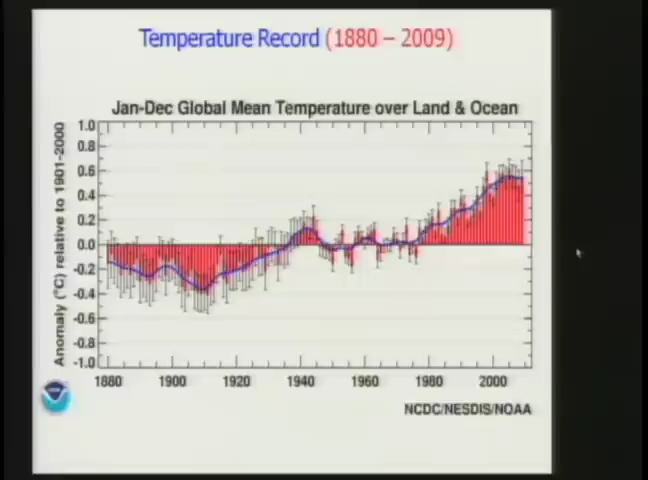 Temperature Record (1880 – 2009)
Jan-Dec Global Mean Temperature over Land & Ocean
Anomaly (°C) relative to 1901-2000
1.0
0.8
0.6
0.4
0.2
0.0
-0.2
-0.4
-0.6
-0.8
-1.0
1880 1900 1920 1940 1960 1980 2000
NCDC/NESDIS/NOAA